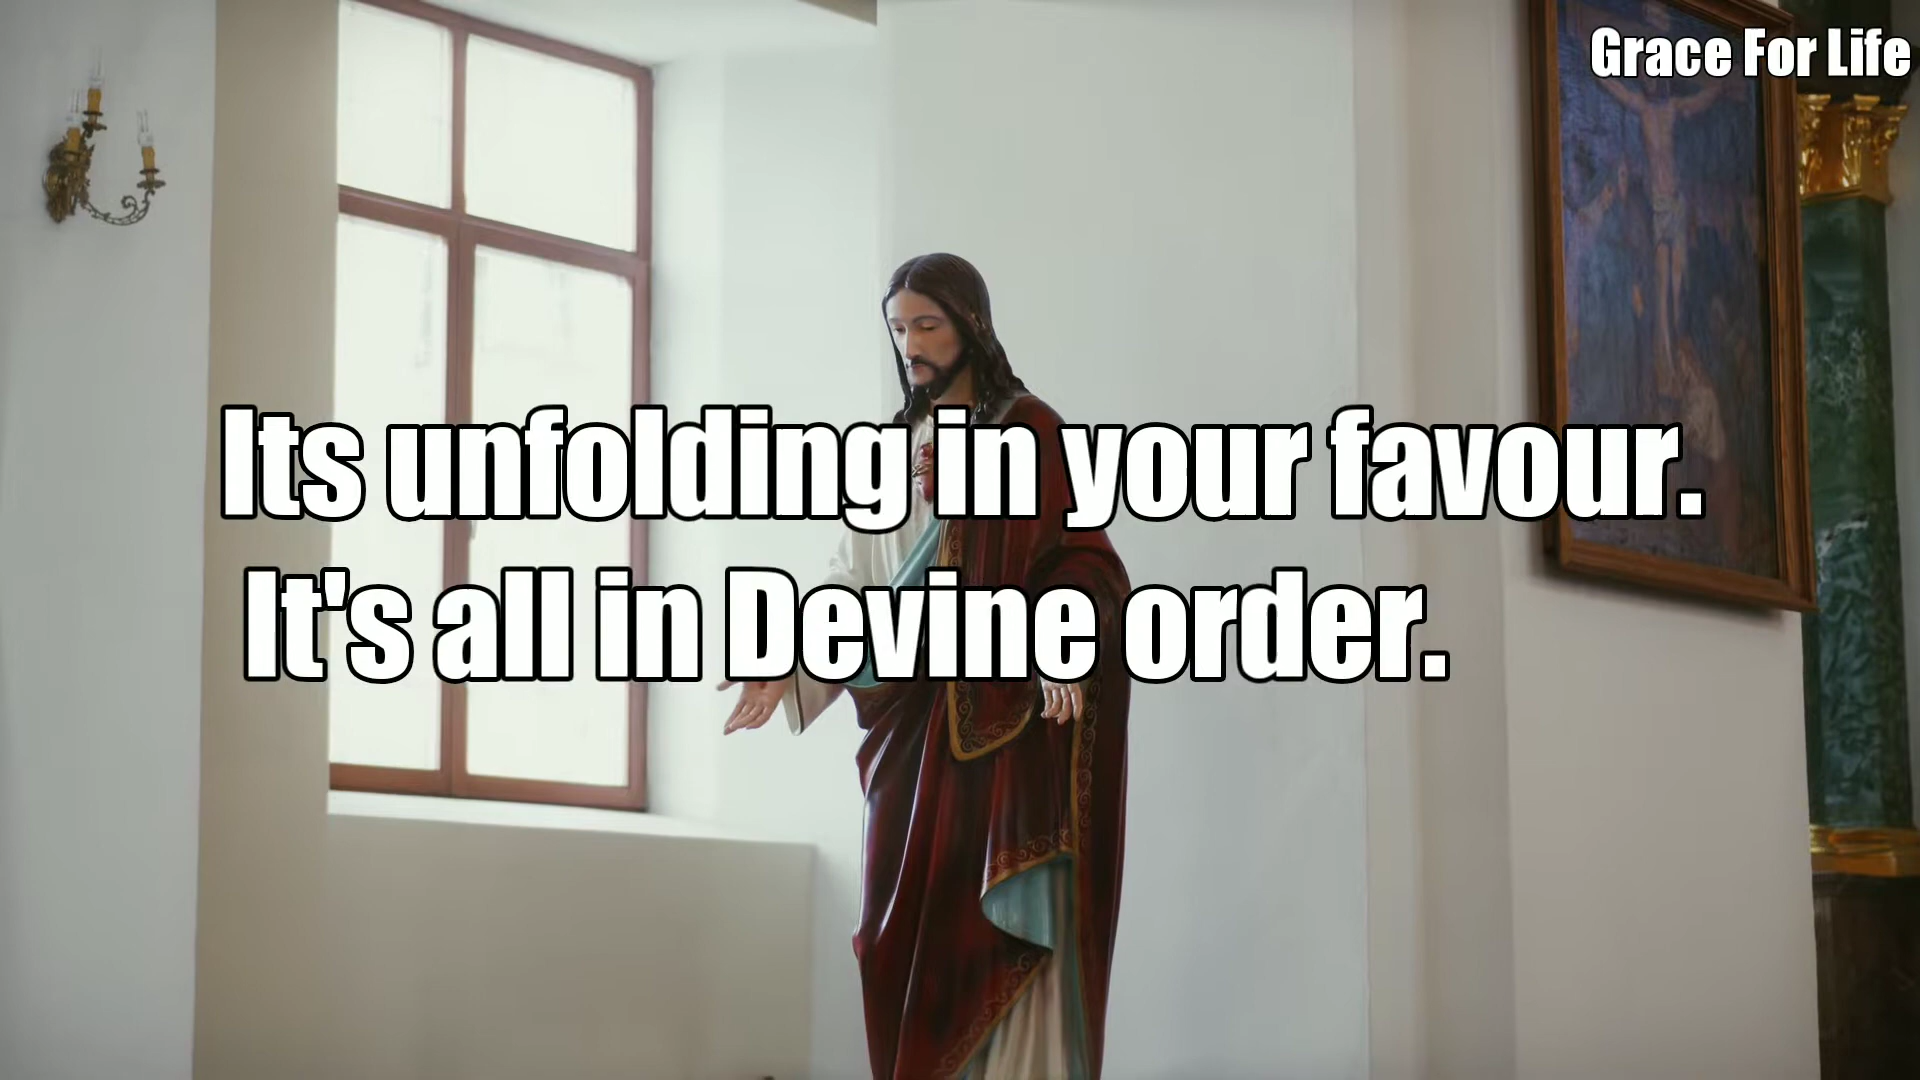 Grace For Life
Its unfolding in your favour.
It's all in Devine order.